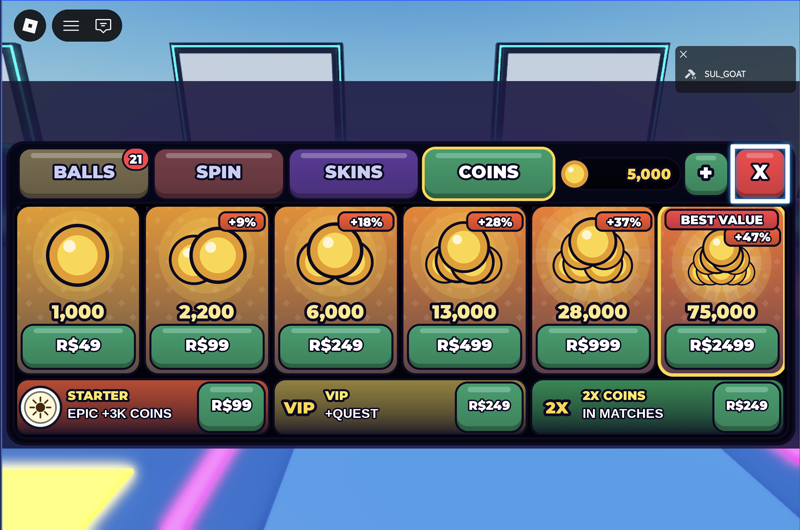 SUL_GOAT
BALLS 21 SPIN SKINS COINS 5,000 + X
+9% +18% +28% +37% BEST VALUE +47%
1,000 2,200 6,000 13,000 28,000 75,000
R$49 R$99 R$249 R$499 R$999 R$2499
STARTER
EPIC +3K COINS
R$99
VIP
VIP
+QUEST
R$249
2X
2X COINS
IN MATCHES
R$249